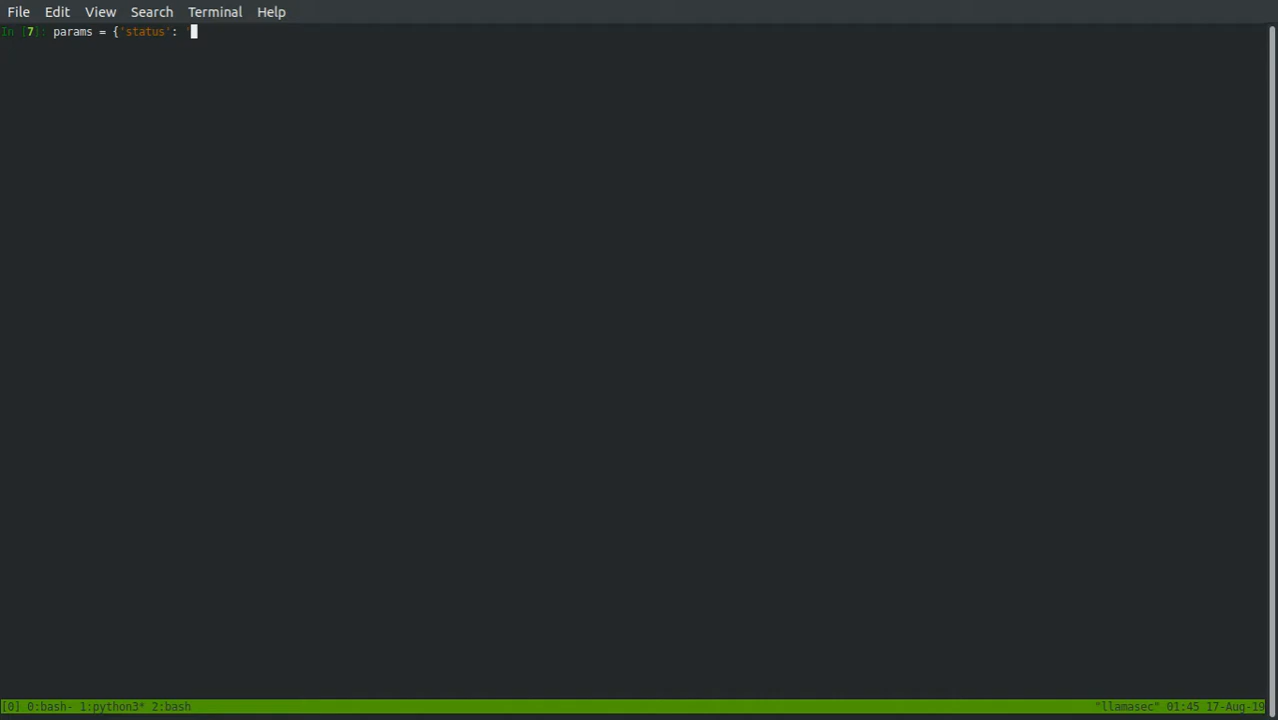 File Edit View Search Terminal Help
In [7]: params = {'status': '
[0] 0:bash- 1:python3* 2:bash "llamasec" 01:45 17-Aug-19